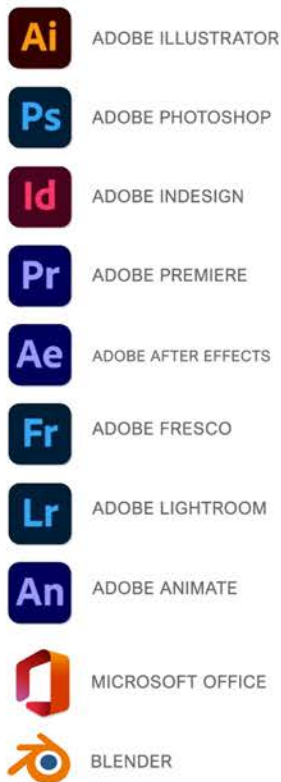 Ai ADOBE ILLUSTRATOR
Ps ADOBE PHOTOSHOP
Id ADOBE INDESIGN
Pr ADOBE PREMIERE
Ae ADOBE AFTER EFFECTS
Fr ADOBE FRESCO
Lr ADOBE LIGHTROOM
An ADOBE ANIMATE
MICROSOFT OFFICE
BLENDER